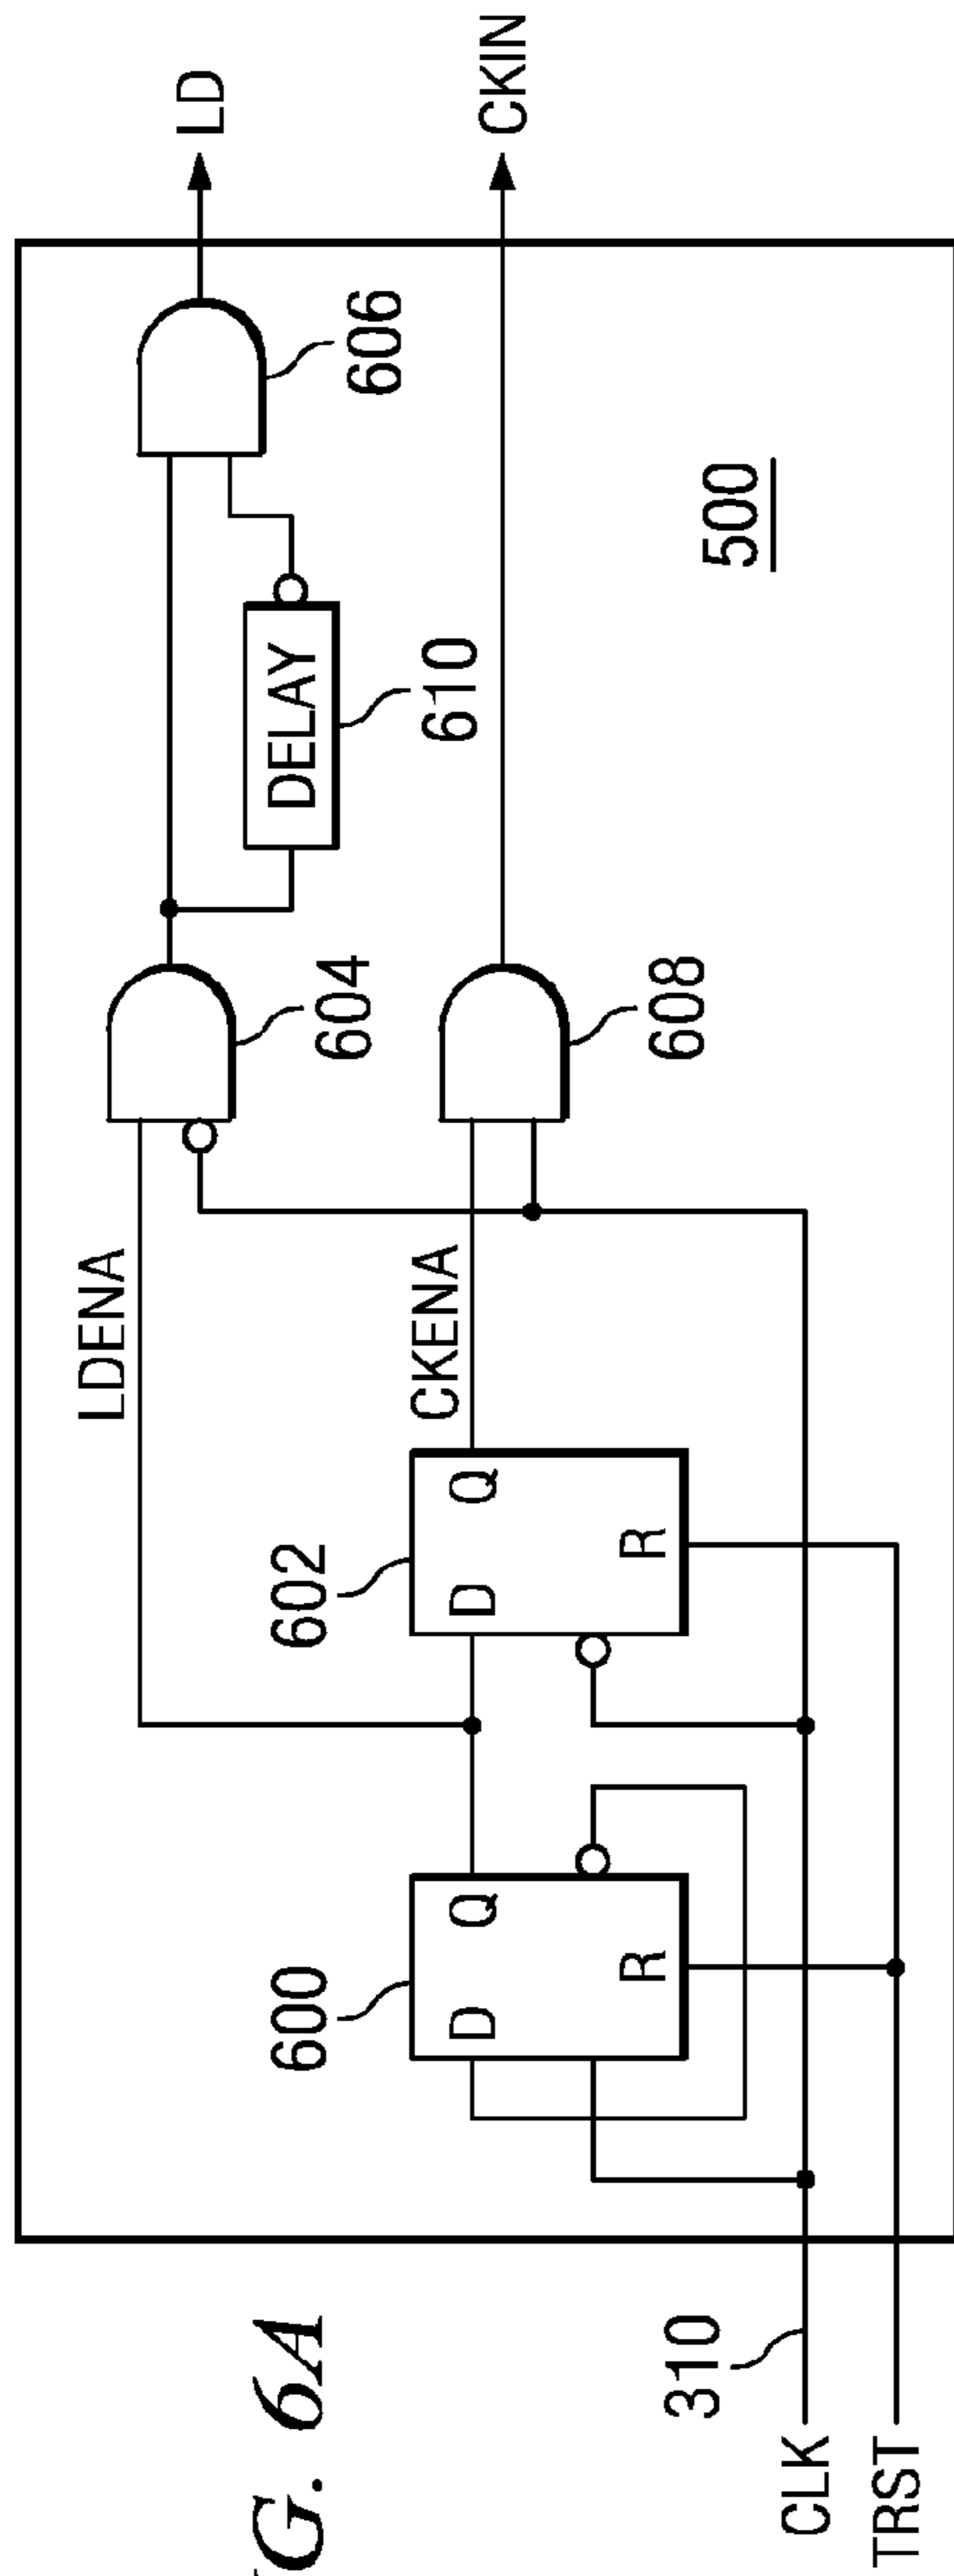 LDENA
604
606
LD
DELAY
610
600
D
Q
R
602
D
Q
R
CKENA
608
CKIN
500
310
CLK
TRST
6A